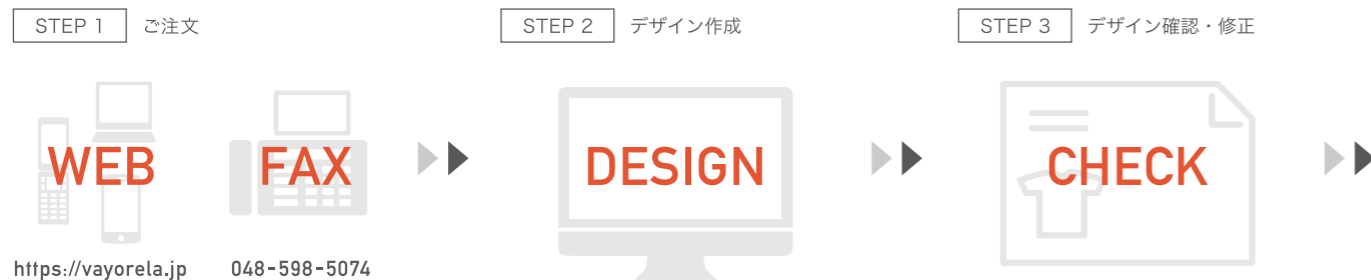 STEP 1 ご注文
WEB
FAX
https://vayorela.jp
048-598-5074
STEP 2 デザイン作成
DESIGN
STEP 3 デザイン確認・修正
CHECK